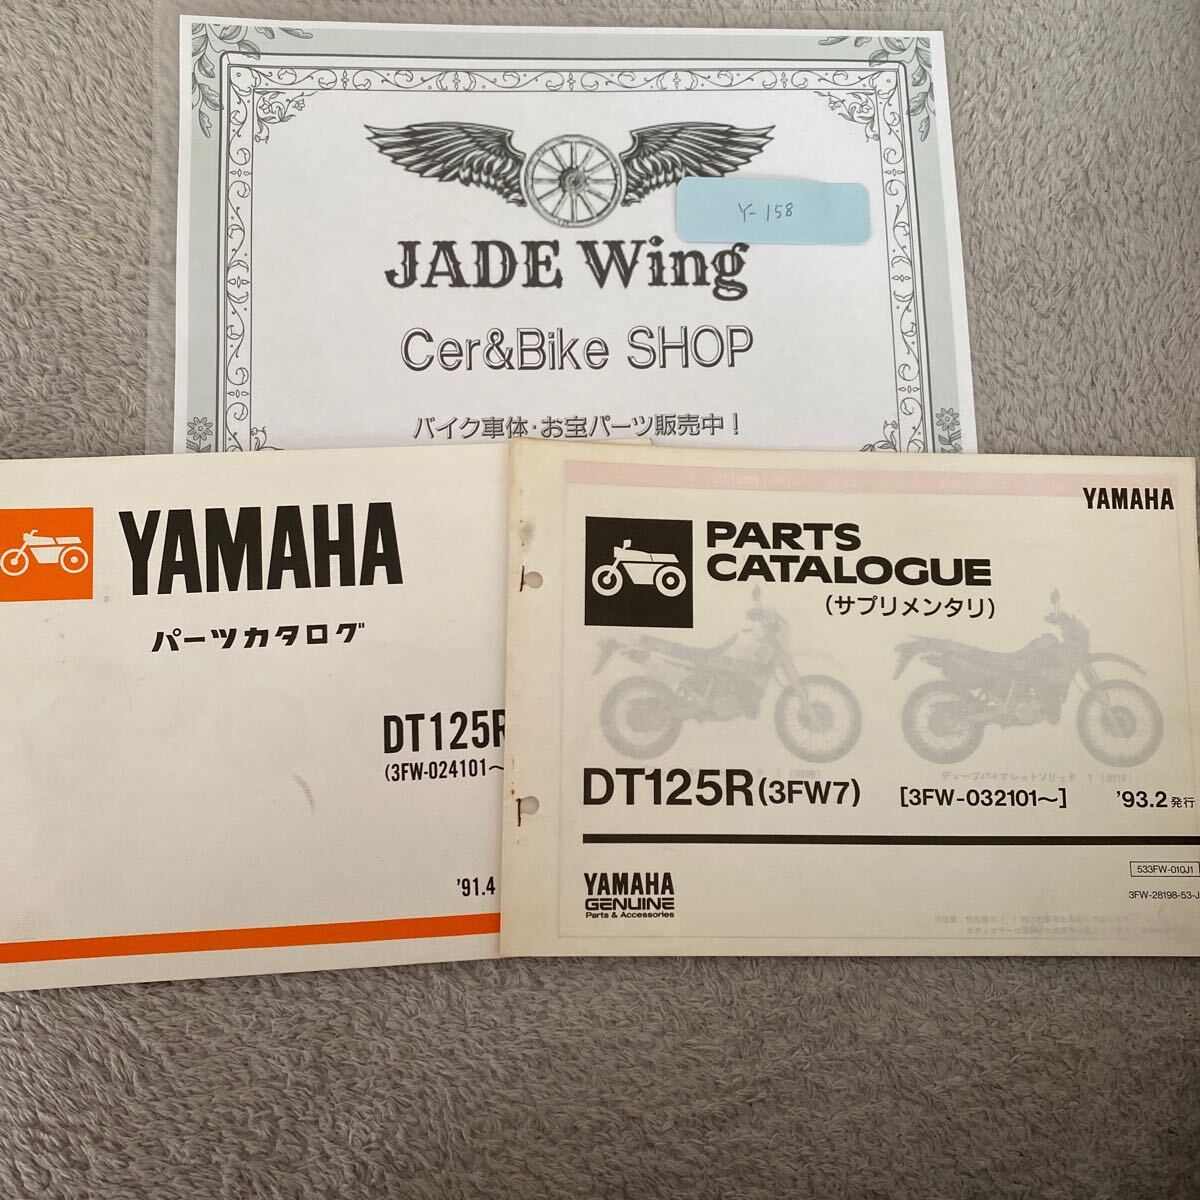 Y-158
JADE Wing
Cer&Bike SHOP
バイク車体・お宝パーツ販売中！
YAMAHA
パーツカタログ
DT125R
(3FW-024101～
'91.4
YAMAHA
PARTS
CATALOGUE
(サプリメンタリ)
ディープバイオレットソリッド 1 (0119)
DT125R(3FW7) [3FW-032101～] '93.2発行
533FW-010J1
3FW-28198-53-J
YAMAHA
GENUINE
Parts & Accessories